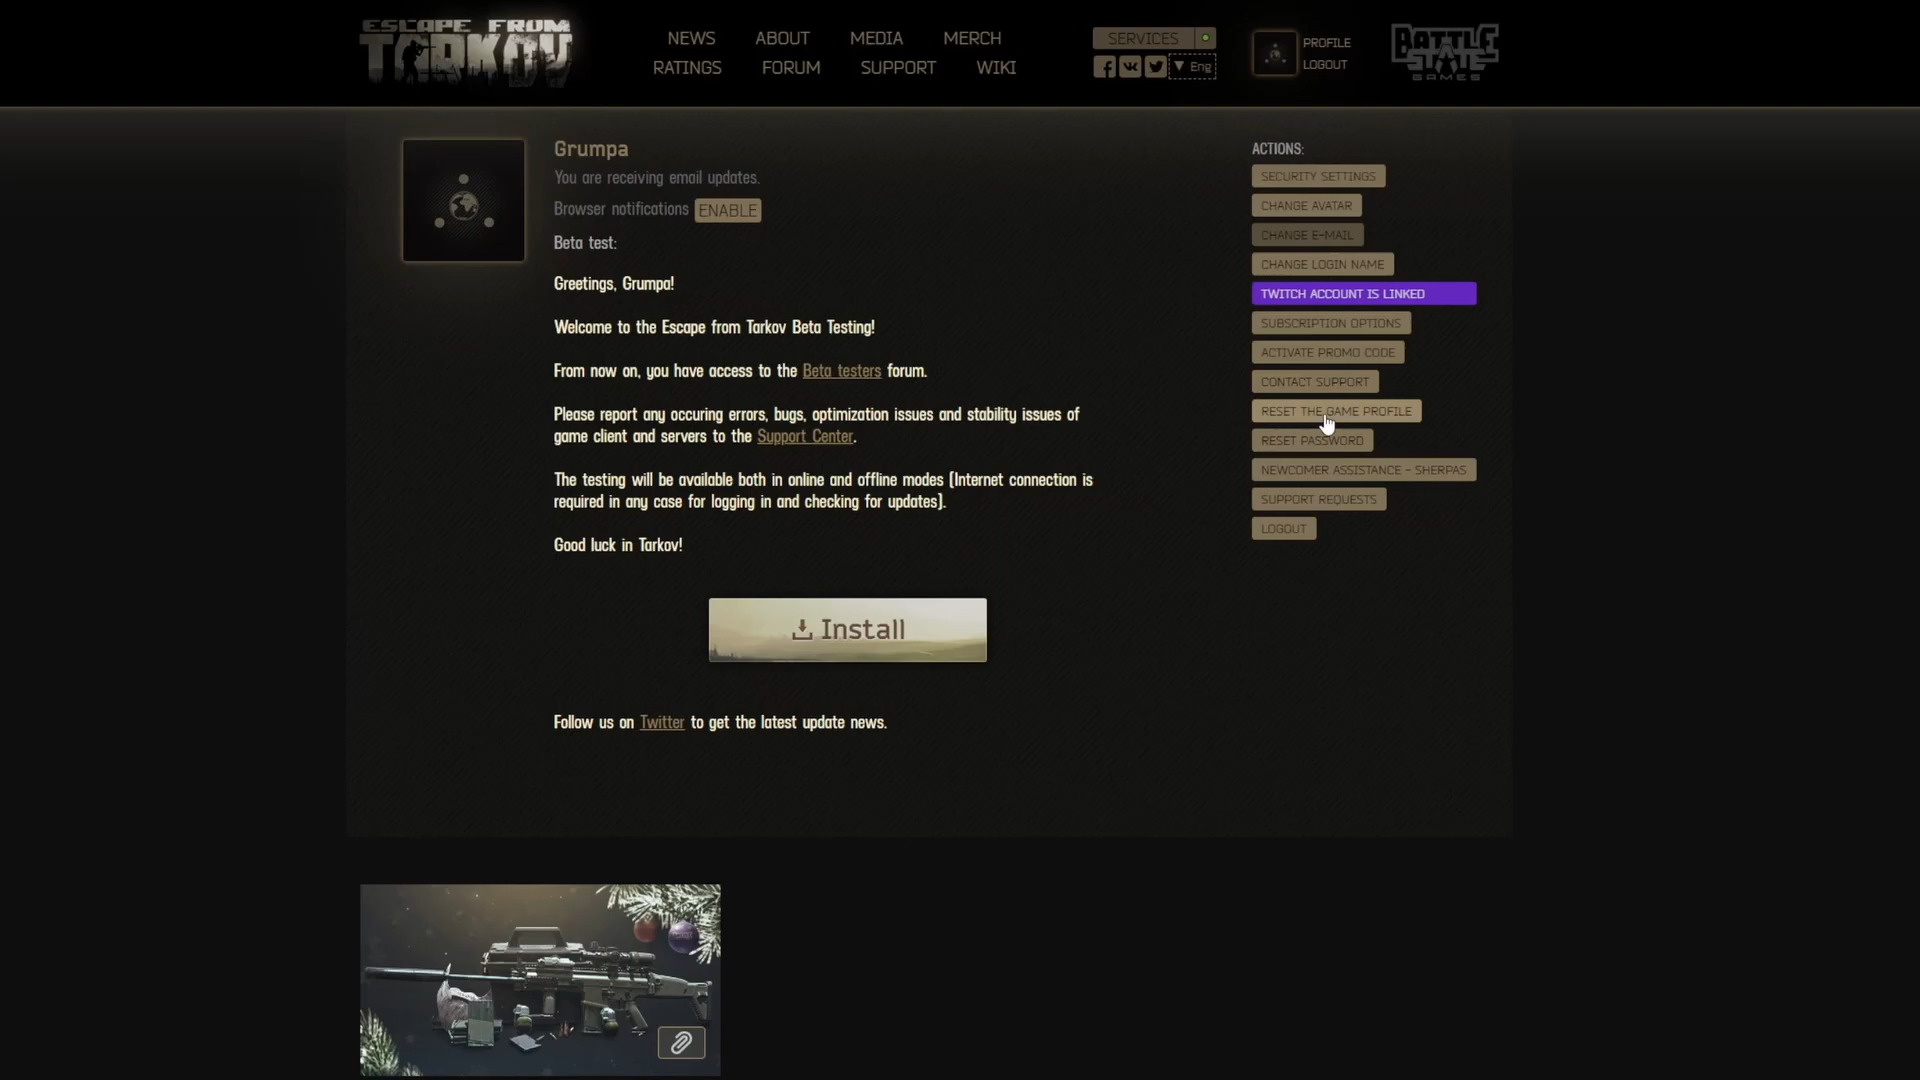 ESCAPE FROM
TARKOV
NEWS ABOUT MEDIA MERCH
RATINGS FORUM SUPPORT WIKI
SERVICES
Eng
PROFILE
LOGOUT
BATTLE
STATE
GAMES
Grumpa
You are receiving email updates.
Browser notifications ENABLE
Beta test:
Greetings, Grumpa!
Welcome to the Escape from Tarkov Beta Testing!
From now on, you have access to the Beta testers forum.
Please report any occuring errors, bugs, optimization issues and stability issues of
game client and servers to the Support Center.
The testing will be available both in online and offline modes (Internet connection is
required in any case for logging in and checking for updates).
Good luck in Tarkov!
Install
Follow us on Twitter to get the latest update news.
ACTIONS:
SECURITY SETTINGS
CHANGE AVATAR
CHANGE E-MAIL
CHANGE LOGIN NAME
TWITCH ACCOUNT IS LINKED
SUBSCRIPTION OPTIONS
ACTIVATE PROMO CODE
CONTACT SUPPORT
RESET THE GAME PROFILE
RESET PASSWORD
NEWCOMER ASSISTANCE - SHERPAS
SUPPORT REQUESTS
LOGOUT